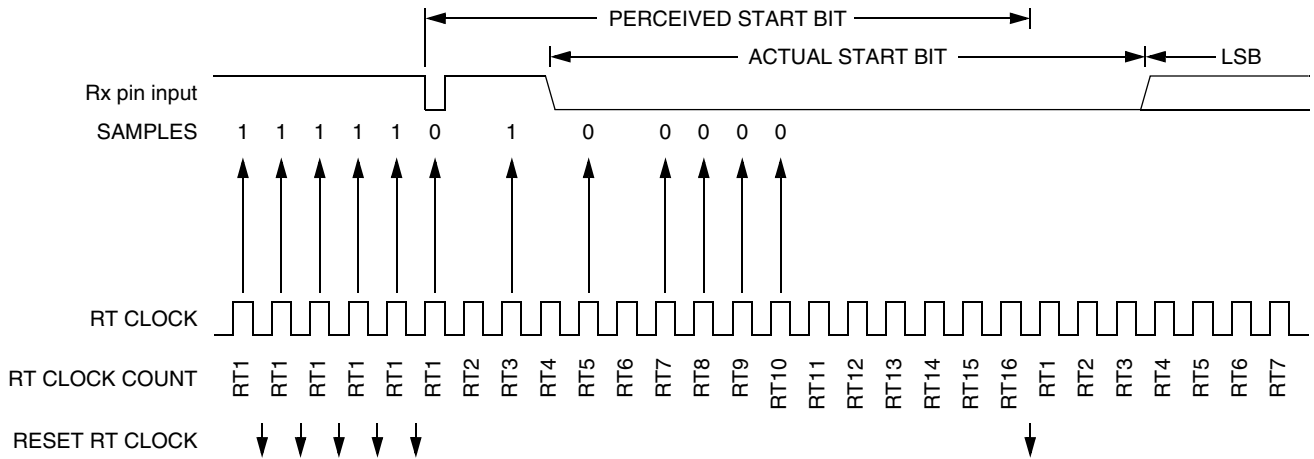 PERCEIVED START BIT
ACTUAL START BIT
LSB
Rx pin input
SAMPLES 1 1 1 1 1 0 1 0 0 0 0 0
RT CLOCK
RT CLOCK COUNT RT1 RT1 RT1 RT1 RT1 RT1 RT2 RT3 RT4 RT5 RT6 RT7 RT8 RT9 RT10 RT11 RT12 RT13 RT14 RT15 RT16 RT1 RT2 RT3 RT4 RT5 RT6 RT7
RESET RT CLOCK